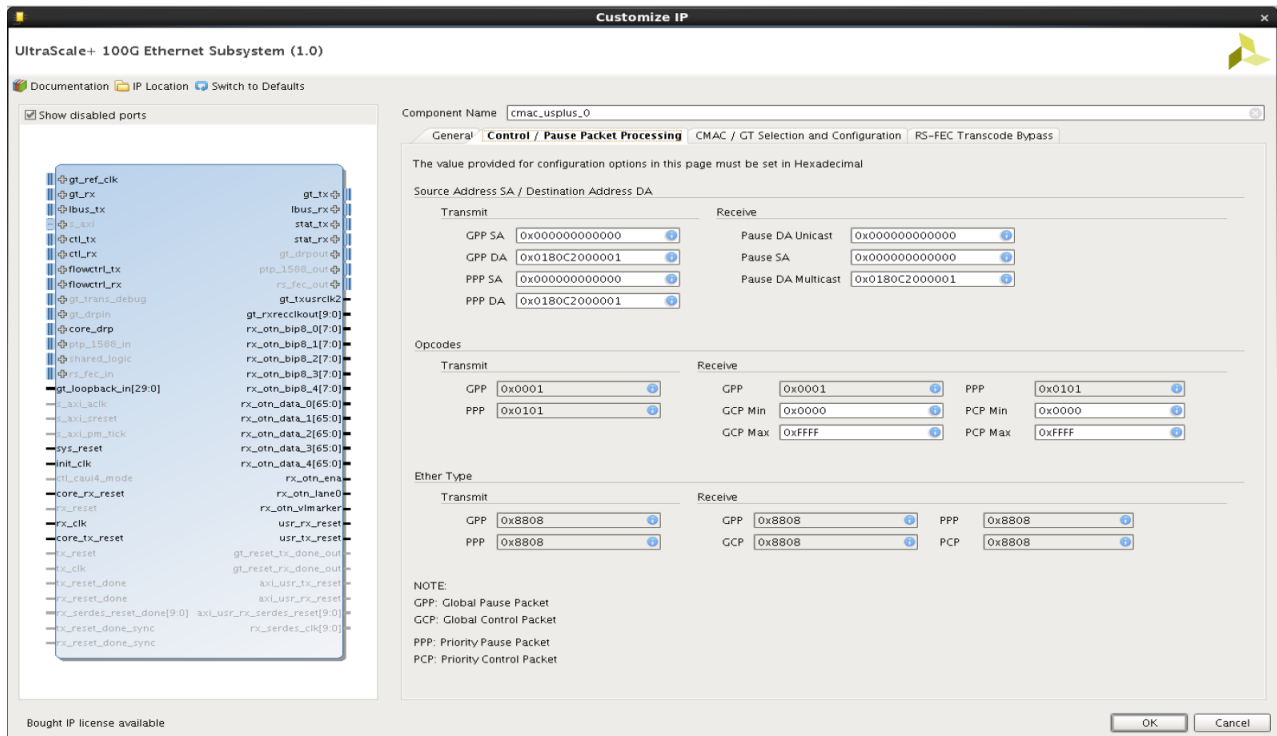 Customize IP
UltraScale+ 100G Ethernet Subsystem (1.0)
Documentation IP Location Switch to Defaults
Show disabled ports
gt_ref_clk
gt_rx gt_tx
lbus_tx lbus_rx
s_axi stat_tx
ctl_tx stat_rx
ctl_rx gt_drpout
flowctrl_tx ptp_1588_out
flowctrl_rx rs_fec_out
gt_trans_debug gt_txusrclk2
gt_drpin gt_rxrecclkout[9:0]
core_drp rx_otn_bip8_0[7:0]
ptp_1588_in rx_otn_bip8_1[7:0]
shared_logic rx_otn_bip8_2[7:0]
rs_fec_in rx_otn_bip8_3[7:0]
gt_loopback_in[29:0] rx_otn_bip8_4[7:0]
s_axi_aclk rx_otn_data_0[65:0]
s_axi_sreset rx_otn_data_1[65:0]
s_axi_pm_tick rx_otn_data_2[65:0]
sys_reset rx_otn_data_3[65:0]
init_clk rx_otn_data_4[65:0]
ctl_caui4_mode rx_otn_ena
core_rx_reset rx_otn_lane0
rx_reset rx_otn_vlmarker
rx_clk usr_rx_reset
core_tx_reset usr_tx_reset
tx_reset gt_reset_tx_done_out
tx_clk gt_reset_rx_done_out
tx_reset_done axi_usr_tx_reset
rx_reset_done axi_usr_rx_reset
rx_serdes_reset_done[9:0] axi_usr_rx_serdes_reset[9:0]
tx_reset_done_sync rx_serdes_clk[9:0]
rx_reset_done_sync
Component Name cmac_usplus_0
General Control / Pause Packet Processing CMAC / GT Selection and Configuration RS-FEC Transcode Bypass
The value provided for configuration options in this page must be set in Hexadecimal
Source Address SA / Destination Address DA
Transmit Receive
GPP SA 0x000000000000 Pause DA Unicast 0x000000000000
GPP DA 0x0180C2000001 Pause SA 0x000000000000
PPP SA 0x000000000000 Pause DA Multicast 0x0180C2000001
PPP DA 0x0180C2000001
Opcodes
Transmit Receive
GPP 0x0001 GPP 0x0001 PPP 0x0101
PPP 0x0101 GCP Min 0x0000 PCP Min 0x0000
GCP Max 0xFFFF PCP Max 0xFFFF
Ether Type
Transmit Receive
GPP 0x8808 GPP 0x8808 PPP 0x8808
PPP 0x8808 GCP 0x8808 PCP 0x8808
NOTE:
GPP: Global Pause Packet
GCP: Global Control Packet
PPP: Priority Pause Packet
PCP: Priority Control Packet
Bought IP license available
OK Cancel